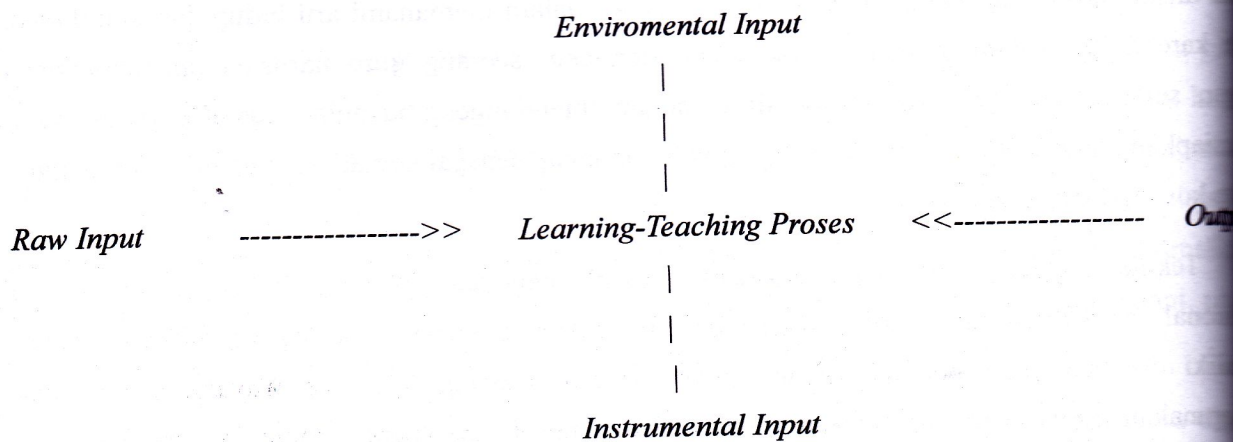 Enviromental Input
|
|
|
Raw Input ----------------->> Learning-Teaching Proses <<------------------
|
|
|
Instrumental Input